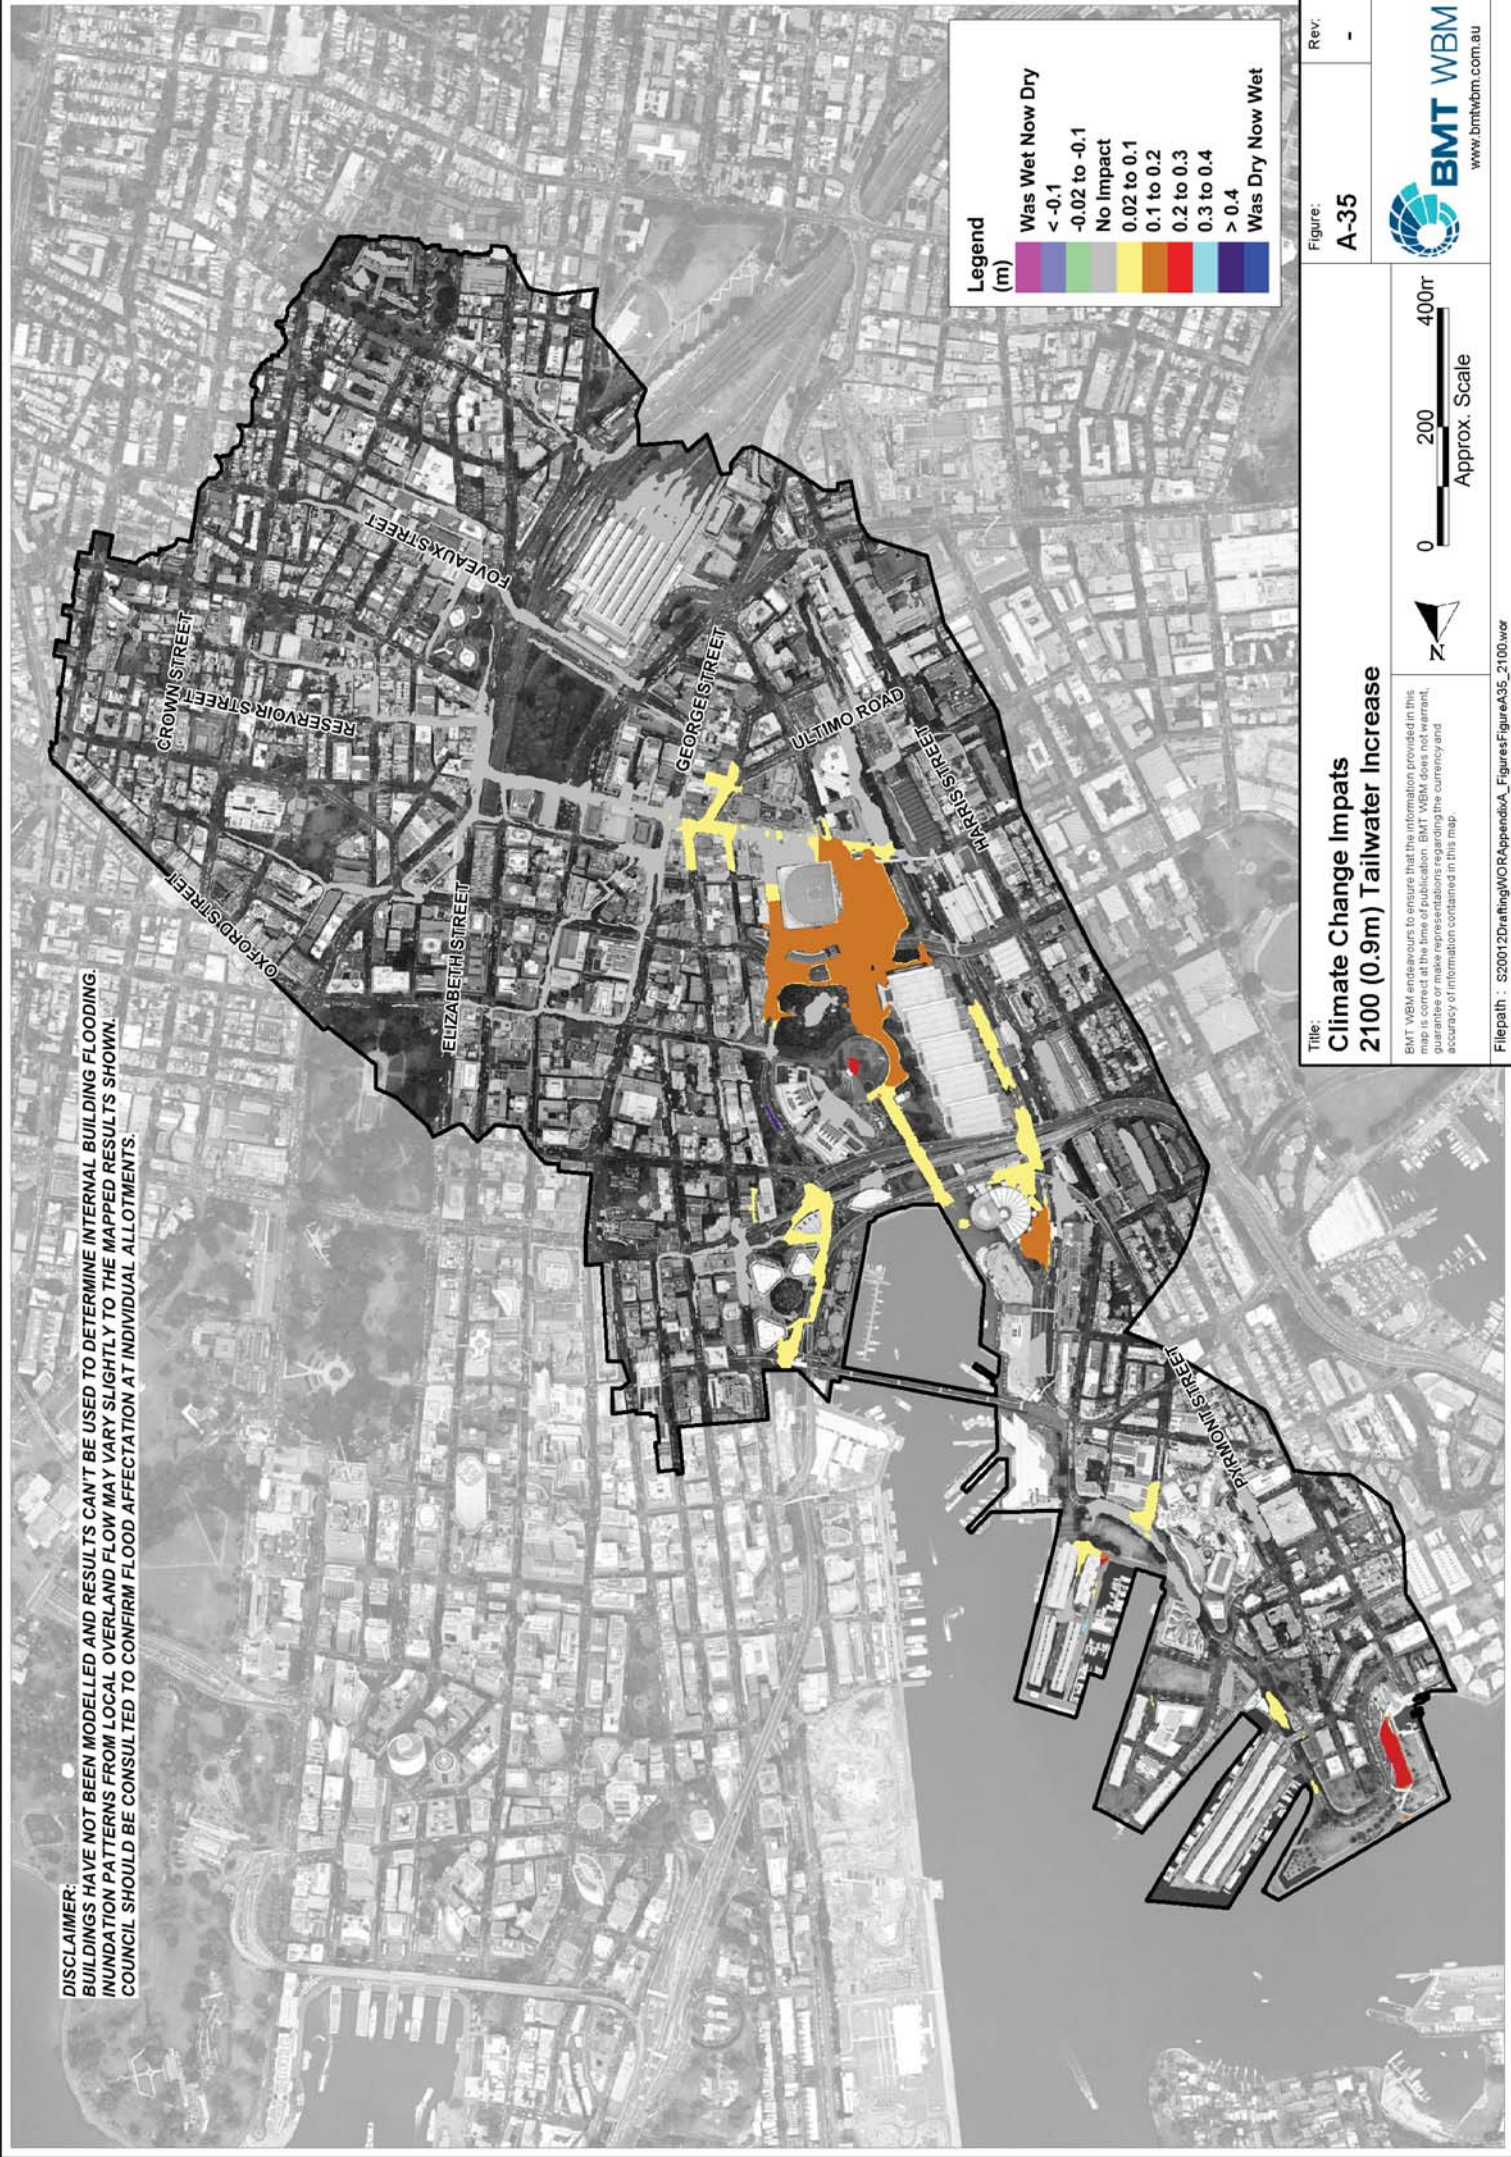 DISCLAIMER:
BUILDINGS HAVE NOT BEEN MODELLED AND RESULTS CAN'T BE USED TO DETERMINE INTERNAL BUILDING FLOODING.
INUNDATION PATTERNS FROM LOCAL OVERLAND FLOW MAY VARY SLIGHTLY TO THE MAPPED RESULTS SHOWN.
COUNCIL SHOULD BE CONSULTED TO CONFIRM FLOOD AFFECTATION AT INDIVIDUAL ALLOTMENTS.
OXFORD STREET
CROWN STREET
RESERVOIR STREET
FOVEAUX STREET
ELIZABETH STREET
GEORGE STREET
ULTIMO ROAD
HARRIS STREET
PYRMONT STREET
Legend
(m)
Was Wet Now Dry
< -0.1
-0.02 to -0.1
No Impact
0.02 to 0.1
0.1 to 0.2
0.2 to 0.3
0.3 to 0.4
> 0.4
Was Dry Now Wet
Title:
Climate Change Impats
2100 (0.9m) Tailwater Increase
Figure:
A-35
Rev:
-
BMT WBM endeavours to ensure that the information provided in this
map is correct at the time of publication. BMT WBM does not warrant,
guarantee or make representations regarding the currency and
accuracy of information contained in this map.
N
0 200 400m
Approx. Scale
BMT WBM
www.bmtwbm.com.au
Filepath : S20012DraftingWORAppendixA_FiguresFigureA35_2100.wor